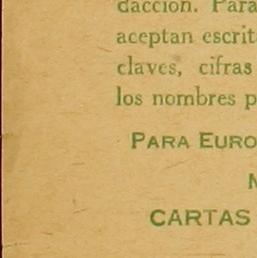 dacción. Para
aceptan escrit
claves, cifras
los nombres p
PARA EURO
N
CARTAS